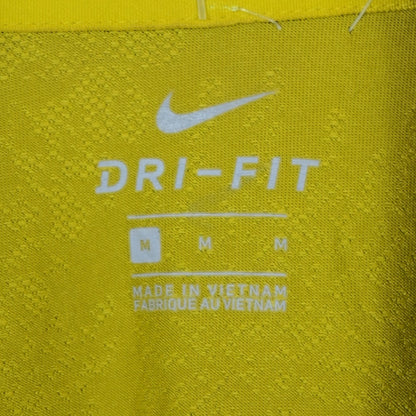 DRI-FIT
M M M
MADE IN VIETNAM
FABRIQUE AU VIETNAM